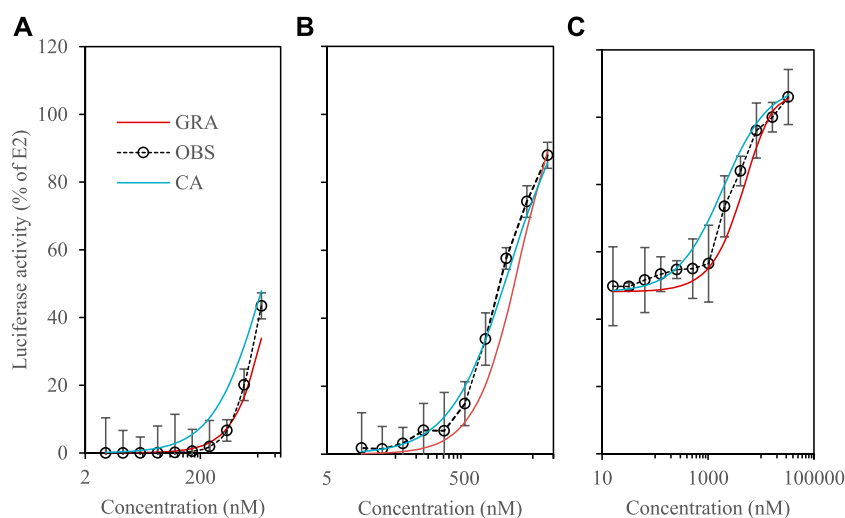 A
B
C
120
100
80
60
40
20
0
Luciferase activity (% of E2)
GRA
OBS
CA
2
200
5
500
10
1000
100000
Concentration (nM)
Concentration (nM)
Concentration (nM)